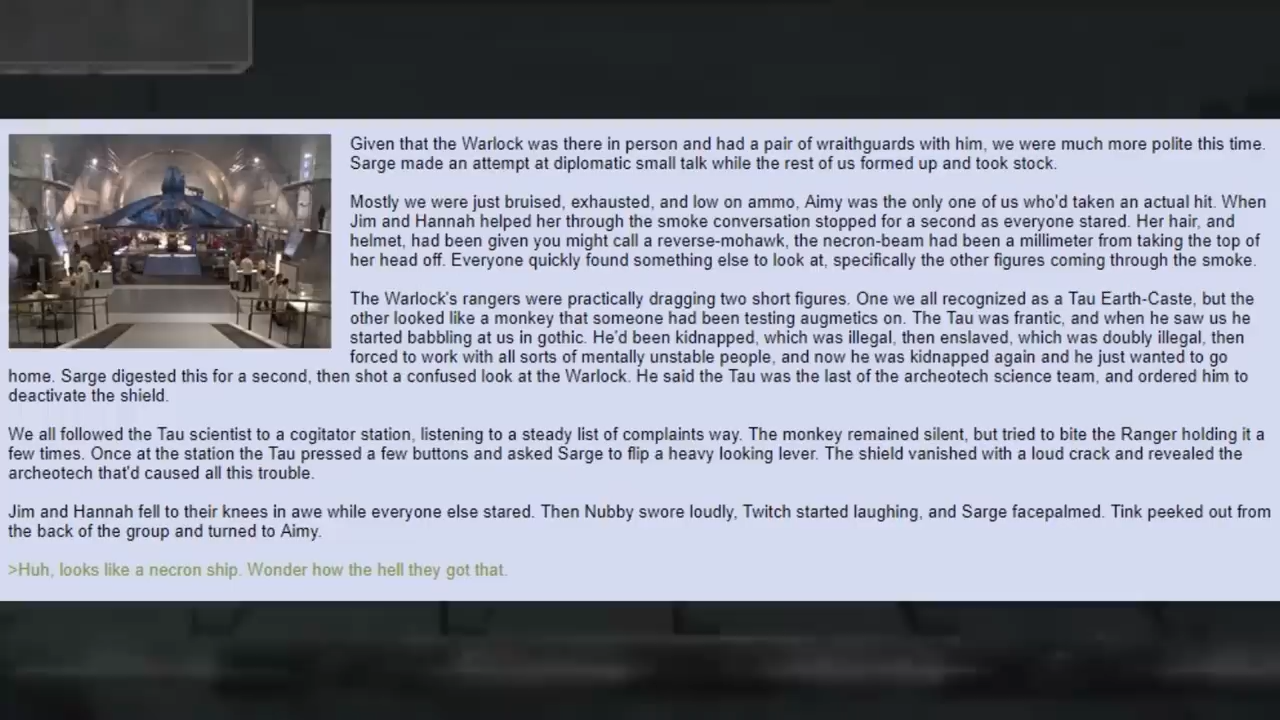 Given that the Warlock was there in person and had a pair of wraithguards with him, we were much more polite this time.
Sarge made an attempt at diplomatic small talk while the rest of us formed up and took stock.
Mostly we were just bruised, exhausted, and low on ammo, Aimy was the only one of us who'd taken an actual hit. When
Jim and Hannah helped her through the smoke conversation stopped for a second as everyone stared. Her hair, and
helmet, had been given you might call a reverse-mohawk, the necron-beam had been a millimeter from taking the top of
her head off. Everyone quickly found something else to look at, specifically the other figures coming through the smoke.
The Warlock's rangers were practically dragging two short figures. One we all recognized as a Tau Earth-Caste, but the
other looked like a monkey that someone had been testing augmetics on. The Tau was frantic, and when he saw us he
started babbling at us in gothic. He'd been kidnapped, which was illegal, then enslaved, which was doubly illegal, then
forced to work with all sorts of mentally unstable people, and now he was kidnapped again and he just wanted to go
home. Sarge digested this for a second, then shot a confused look at the Warlock. He said the Tau was the last of the archeotech science team, and ordered him to
deactivate the shield.
We all followed the Tau scientist to a cogitator station, listening to a steady list of complaints way. The monkey remained silent, but tried to bite the Ranger holding it a
few times. Once at the station the Tau pressed a few buttons and asked Sarge to flip a heavy looking lever. The shield vanished with a loud crack and revealed the
archeotech that'd caused all this trouble.
Jim and Hannah fell to their knees in awe while everyone else stared. Then Nubby swore loudly, Twitch started laughing, and Sarge facepalmed. Tink peeked out from
the back of the group and turned to Aimy.
>Huh, looks like a necron ship. Wonder how the hell they got that.